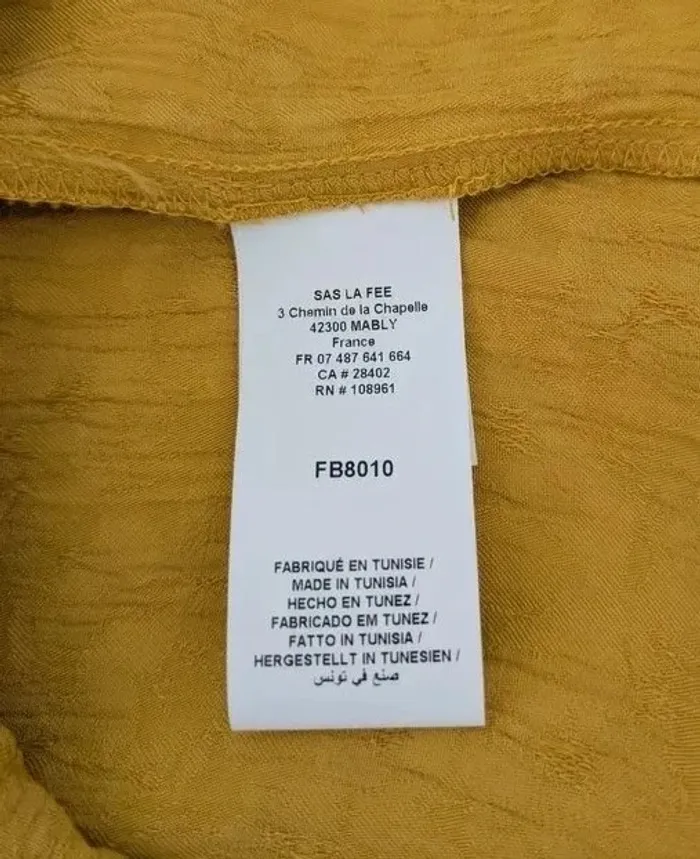 SAS LA FEE
3 Chemin de la Chapelle
42300 MABLY
France
FR 07 487 641 664
CA # 28402
RN # 108961
FB8010
FABRIQUÉ EN TUNISIE /
MADE IN TUNISIA /
HECHO EN TUNEZ /
FABRICADO EM TUNEZ /
FATTO IN TUNISIA /
HERGESTELLT IN TUNESIEN /
صنع في تونس